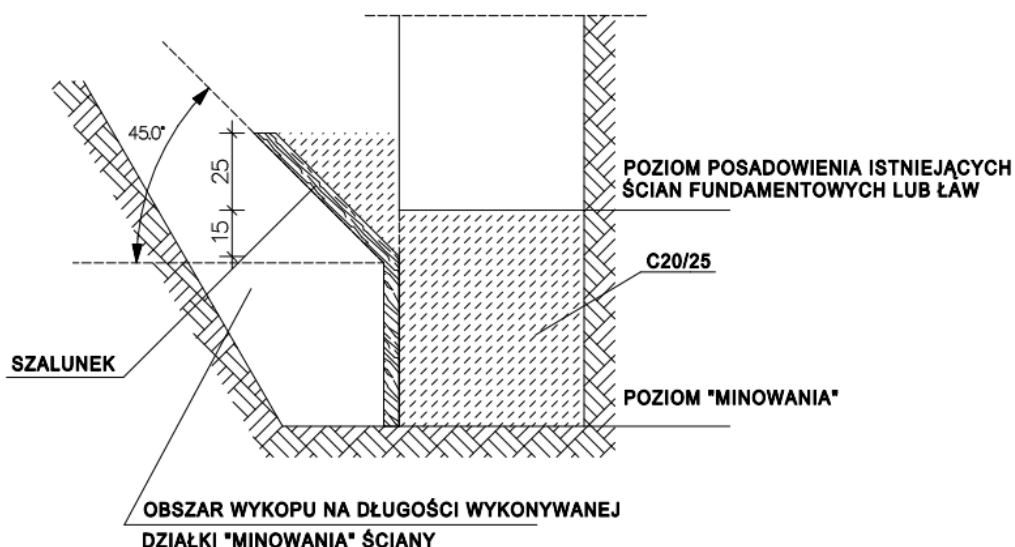 45.0°
25
15
POZIOM POSADOWIENIA ISTNIEJĄCYCH
ŚCIAN FUNDAMENTOWYCH LUB ŁAW
C20/25
SZALUNEK
POZIOM "MINOWANIA"
OBSZAR WYKOPU NA DŁUGOŚCI WYKONYWANEJ
DZIAŁKI "MINOWANIA" ŚCIANY